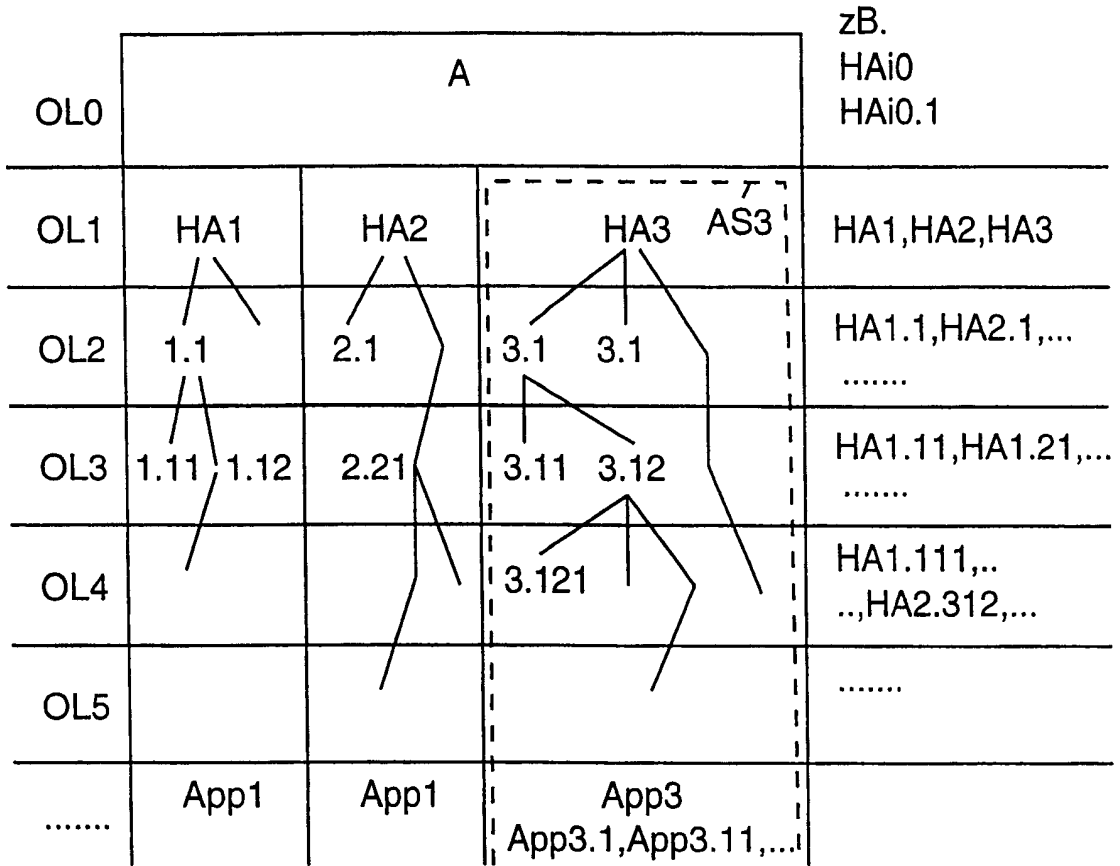 zB.
A HAi0
OL0 HAi0.1
OL1 HA1 HA2 HA3 AS3 HA1,HA2,HA3
OL2 1.1 2.1 3.1 3.1 HA1.1,HA2.1,...
.......
OL3 1.11 1.12 2.21 3.11 3.12 HA1.11,HA1.21,...
.......
HA1.111,..
OL4 3.121 ..,HA2.312,...
OL5 .......
App1 App1 App3
....... App3.1,App3.11,...